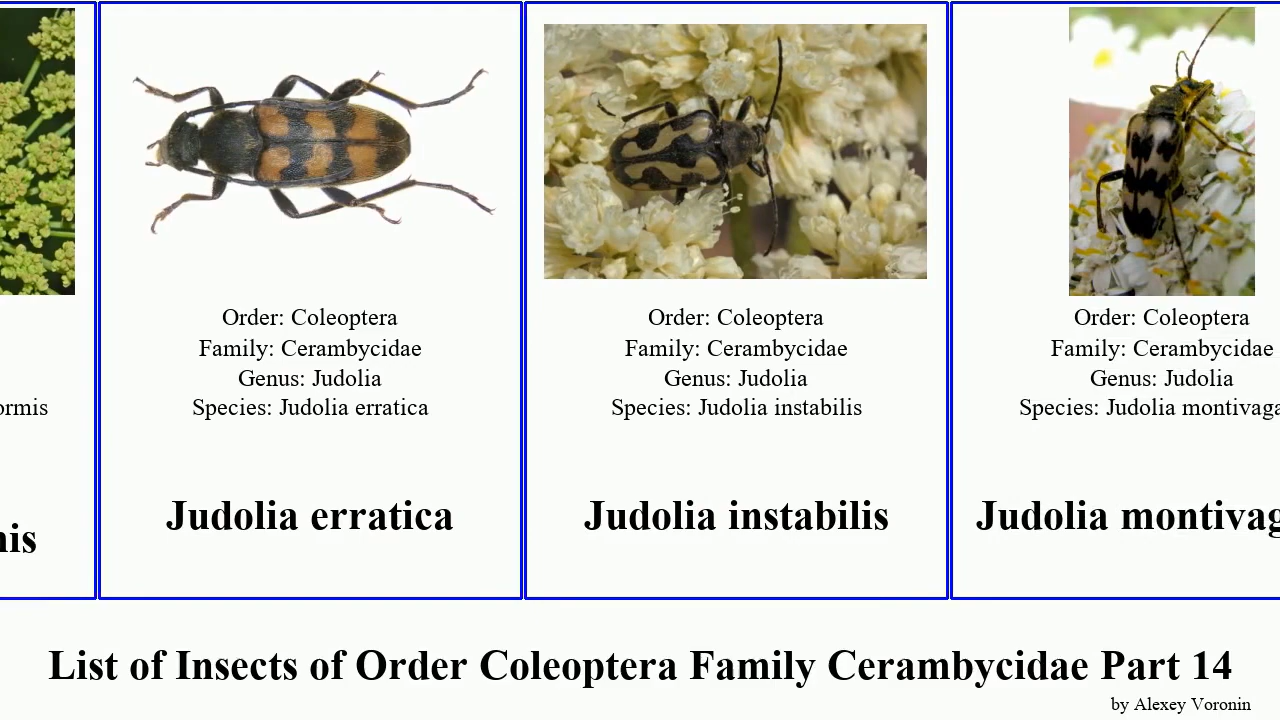 ormis
nis
Order: Coleoptera
Family: Cerambycidae
Genus: Judolia
Species: Judolia erratica
Judolia erratica
Order: Coleoptera
Family: Cerambycidae
Genus: Judolia
Species: Judolia instabilis
Judolia instabilis
Order: Coleoptera
Family: Cerambycidae
Genus: Judolia
Species: Judolia montivaga
Judolia montivag
List of Insects of Order Coleoptera Family Cerambycidae Part 14
by Alexey Voronin